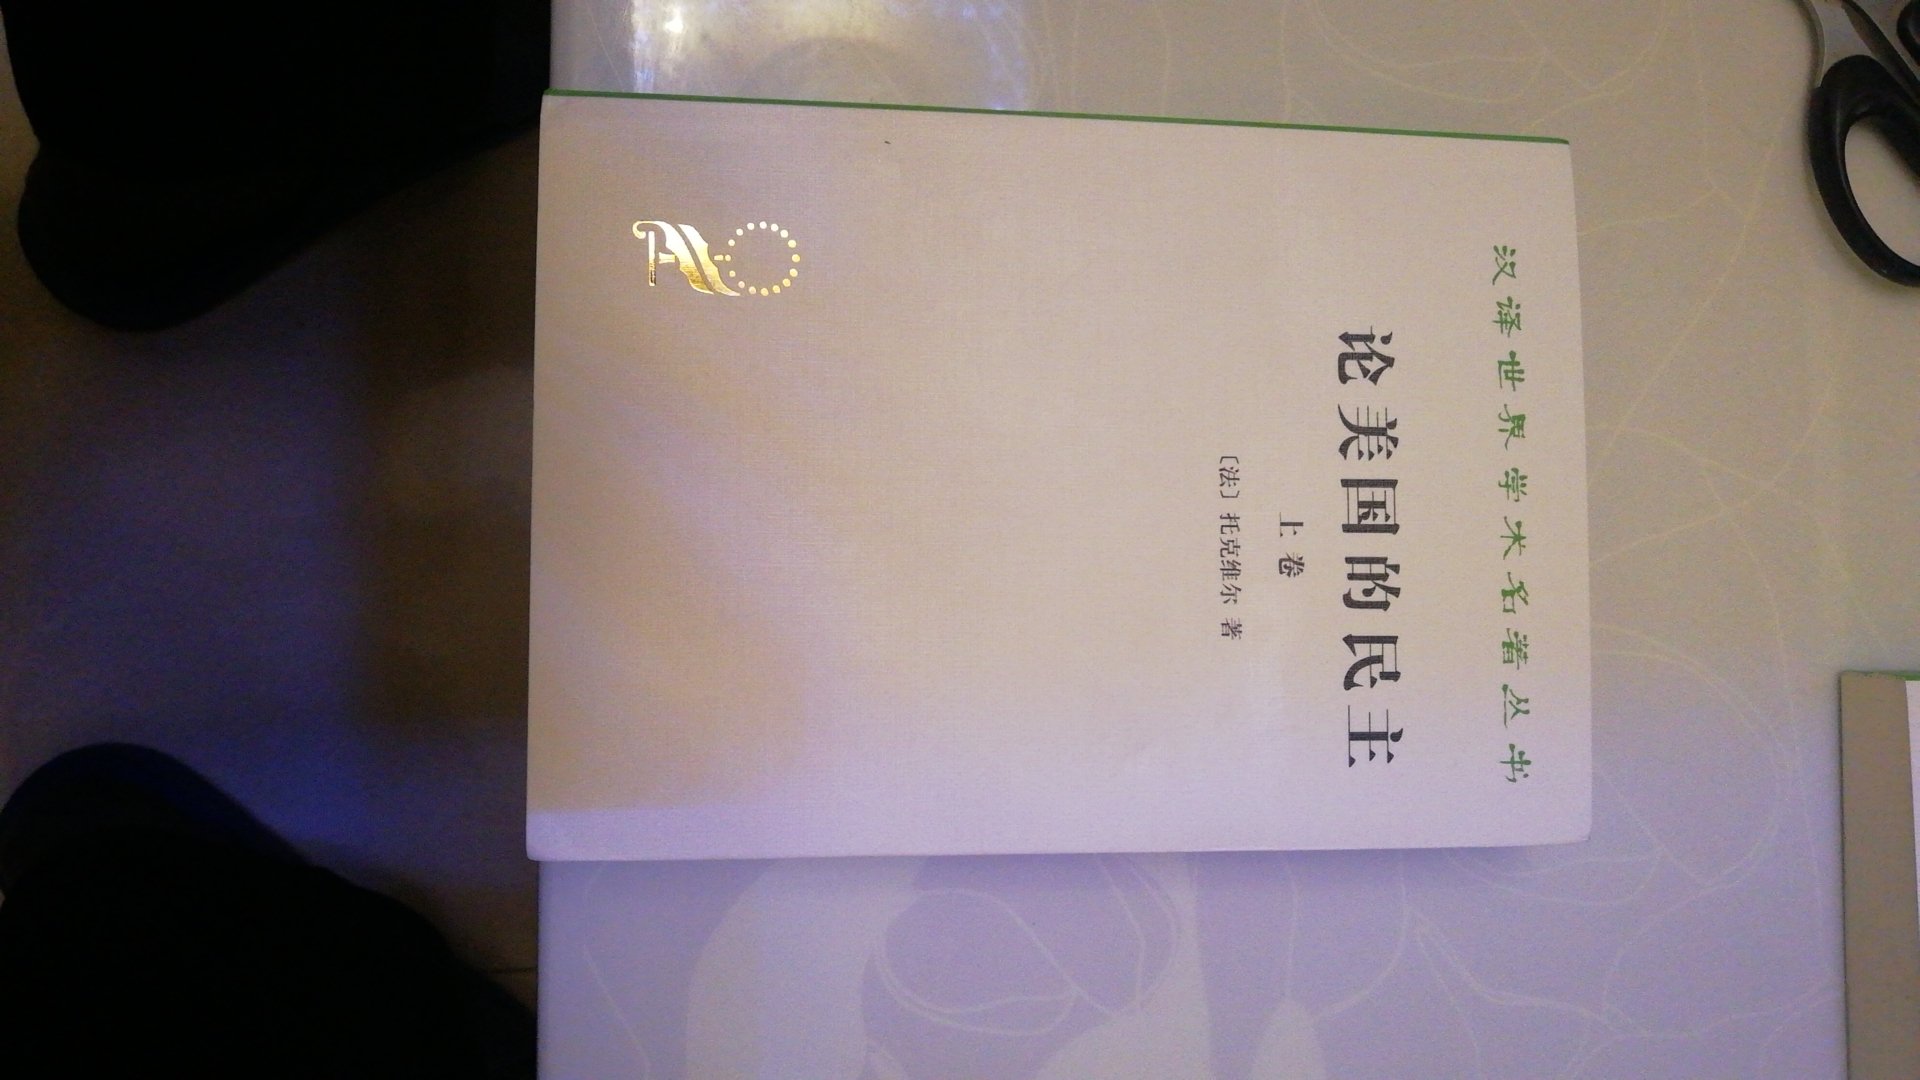 汉译世界学术名著丛书
论美国的民主
上卷
〔法〕托克维尔 著